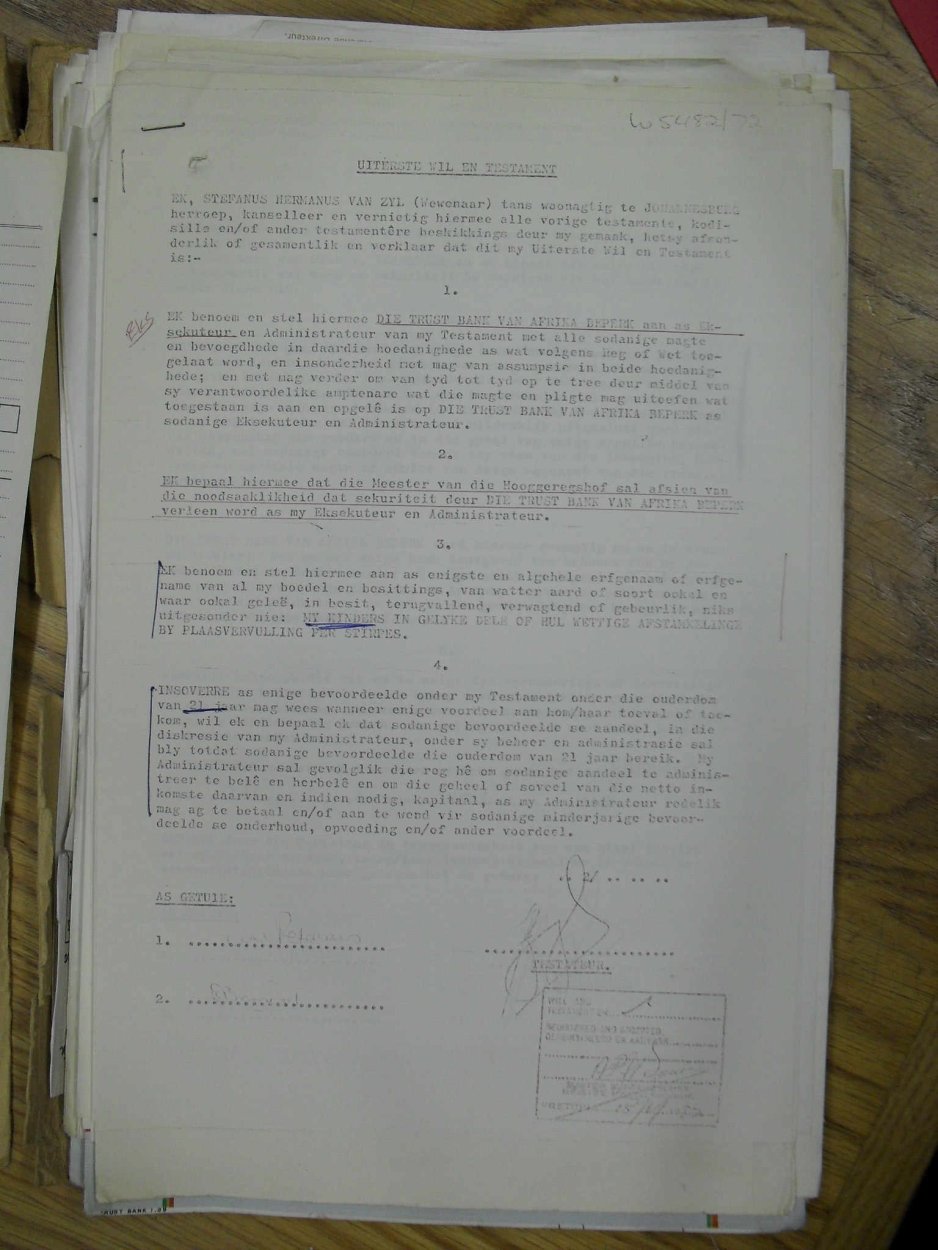 W 5482/72
UITERSTE WIL EN TESTAMENT
EK, STEFANUS HERMANUS VAN ZYL (Wewenaar) tans woonagtig te JOHANNESBURG
herroep, kanselleer en vernietig hiermee alle vorige testamente, kodi-
sille en/of ander testamentêre beskikkings deur my gemaak, hetsy afson-
derlik of gesamentlik en verklaar dat dit my Uiterste Wil en Testament
is:-
1.
Eks
EK benoem en stel hiermee DIE TRUST BANK VAN AFRIKA BEPERK aan as Ek-
sekuteur en Administrateur van my Testament met alle sodanige magte
en bevoegdhede in daardie hoedanighede as wat volgens Reg of Wet toe-
gelaat word, en insonderheid met mag van assumpsie in beide hoedanig-
hede; en met mag verder om van tyd tot tyd op te tree deur middel van
sy verantwoordelike amptenare wat die magte en pligte mag uitoefen wat
toegestaan is aan en opgelê is op DIE TRUST BANK VAN AFRIKA BEPERK as
sodanige Eksekuteur en Administrateur.
2.
EK bepaal hiermee dat die Meester van die Hooggeregshof sal afsien van
die noodsaaklikheid dat sekuriteit deur DIE TRUST BANK VAN AFRIKA BEPERK
verleen word as my Eksekuteur en Administrateur.
3.
EK benoem en stel hiermee aan as enigste en algehele erfgenaam of erfge-
name van al my boedel en besittings, van watter aard of soort ookal en
waar ookal geleë, in besit, terugvallend, verwagtend of gebeurlik, niks
uitgesonder nie: MY KINDERS IN GELYKE DELE OF HUL WETTIGE AFSTAMMELINGE
BY PLAASVERVULLING PER STIRPES.
4.
INSOVERRE as enige bevoordeelde onder my Testament onder die ouderdom
van 21 jaar mag wees wanneer enige voordeel aan hom/haar toeval of toe-
kom, wil ek en bepaal ek dat sodanige bevoordeelde se aandeel, in die
diskresie van my Administrateur, onder sy beheer en administrasie sal
bly totdat sodanige bevoordeelde die ouderdom van 21 jaar bereik. My
Administrateur sal gevolglik die reg hê om sodanige aandeel te adminis-
treer te belê en herbelê en om die geheel of soveel van die netto in-
komste daarvan en indien nodig, kapitaal, as my Administrateur redelik
mag ag te betaal en/of aan te wend vir sodanige minderjarige bevoor-
deelde se onderhoud, opvoeding en/of ander voordeel.
AS GETUIE:
1.
TESTATEUR.
2.
WILL AND
TESTAMENT
REGISTERED AND
GEREGISTREER EN
PRETORIA
TRUST BANK